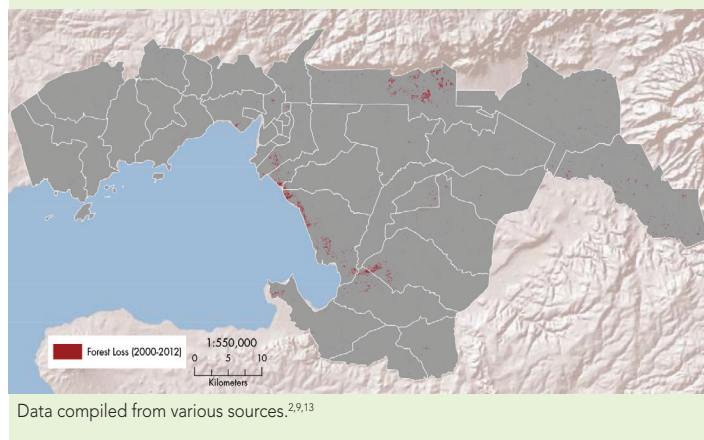 Forest Loss (2000-2012)
1:550,000
0 5 10
Kilometers
Data compiled from various sources.2,9,13